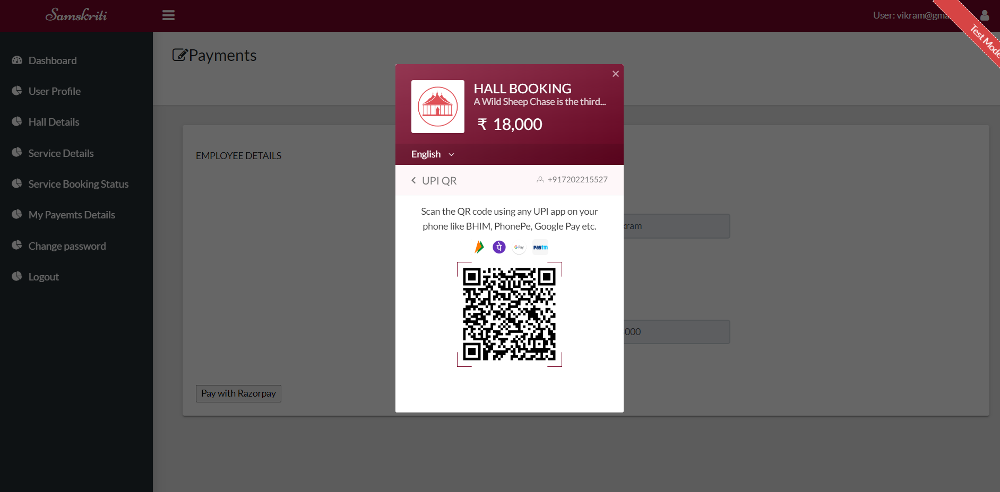 Samskriti
User: vikram@gma
Test Mode
Dashboard
User Profile
Hall Details
Service Details
Service Booking Status
My Payemts Details
Change password
Logout
Payments
EMPLOYEE DETAILS
kram
000
Pay with Razorpay
HALL BOOKING
A Wild Sheep Chase is the third...
₹ 18,000
English
UPI QR
+917202215527
Scan the QR code using any UPI app on your
phone like BHIM, PhonePe, Google Pay etc.
पे
G Pay
paytm